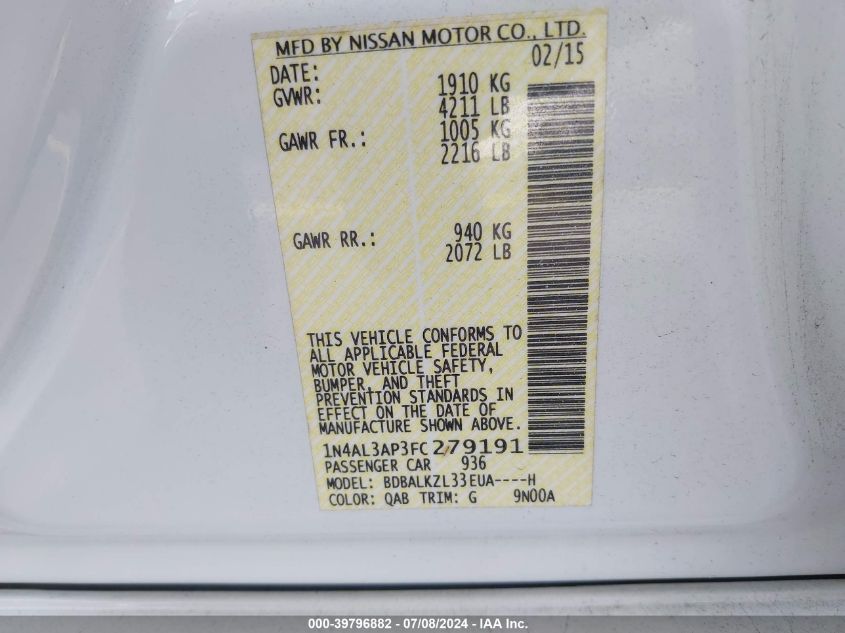 MFD BY NISSAN MOTOR CO., LTD.
DATE: 02/15
GVWR: 1910 KG
4211 LB
GAWR FR.: 1005 KG
2216 LB
GAWR RR.: 940 KG
2072 LB
THIS VEHICLE CONFORMS TO
ALL APPLICABLE FEDERAL
MOTOR VEHICLE SAFETY,
BUMPER, AND THEFT
PREVENTION STANDARDS IN
EFFECT ON THE DATE OF
MANUFACTURE SHOWN ABOVE.
1N4AL3AP3FC279191
PASSENGER CAR 936
MODEL: BDBALKZL33EUA----H
COLOR: QAB TRIM: G 9N00A
000-39796882 - 07/08/2024 - IAA Inc.